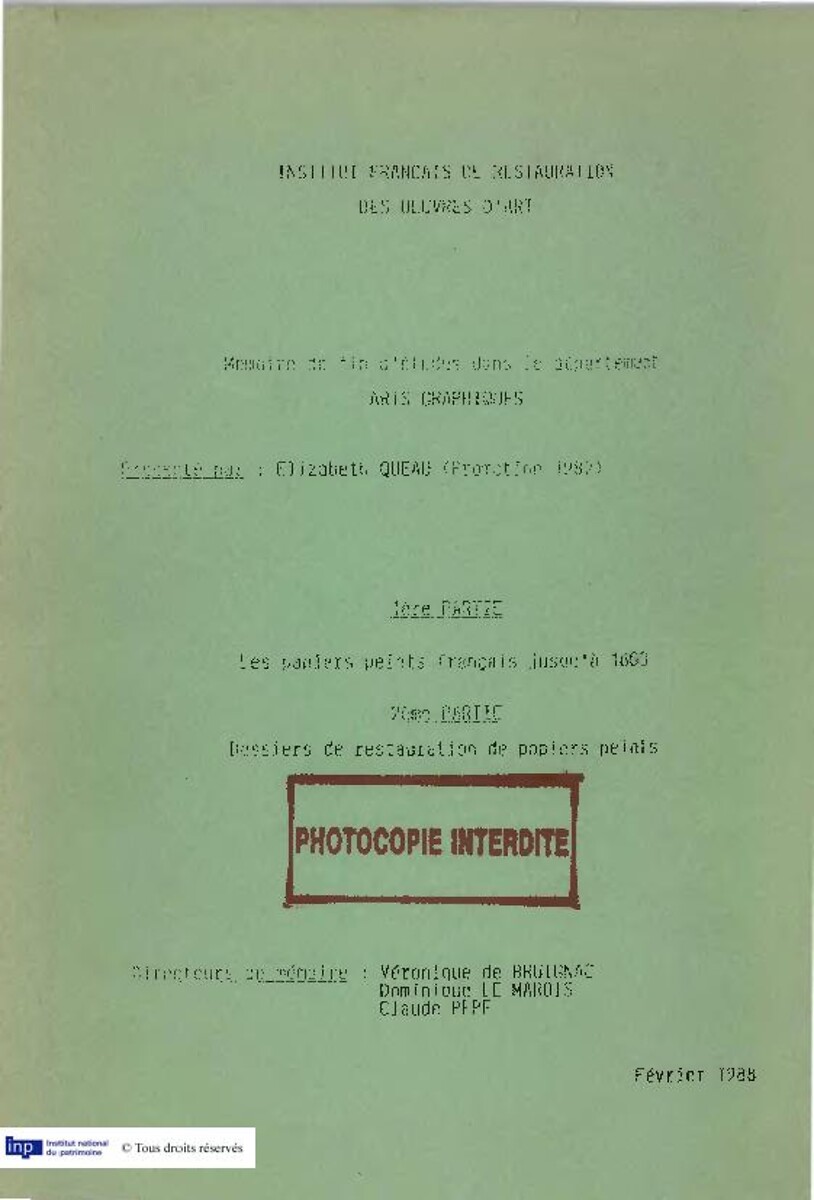 INSTITUT FRANCAIS DE RESTAURATION
DES OEUVRES D'ART
Mémoire de fin d'études dans le département
ARTS GRAPHIQUES
Présenté par : Elizabeth QUEAU (Promotion 1982)
1ère PARTIE
Les papiers peints français jusqu'à
2ème PARTIE
Dossiers de restauration de papiers peints
PHOTOCOPIE INTERDITE
Directeurs de mémoire : Véronique de BRUIGNAC
Dominique LE MAROIS
Claude PEPE
Février 1988
inp Institut national
du patrimoine
© Tous droits réservés